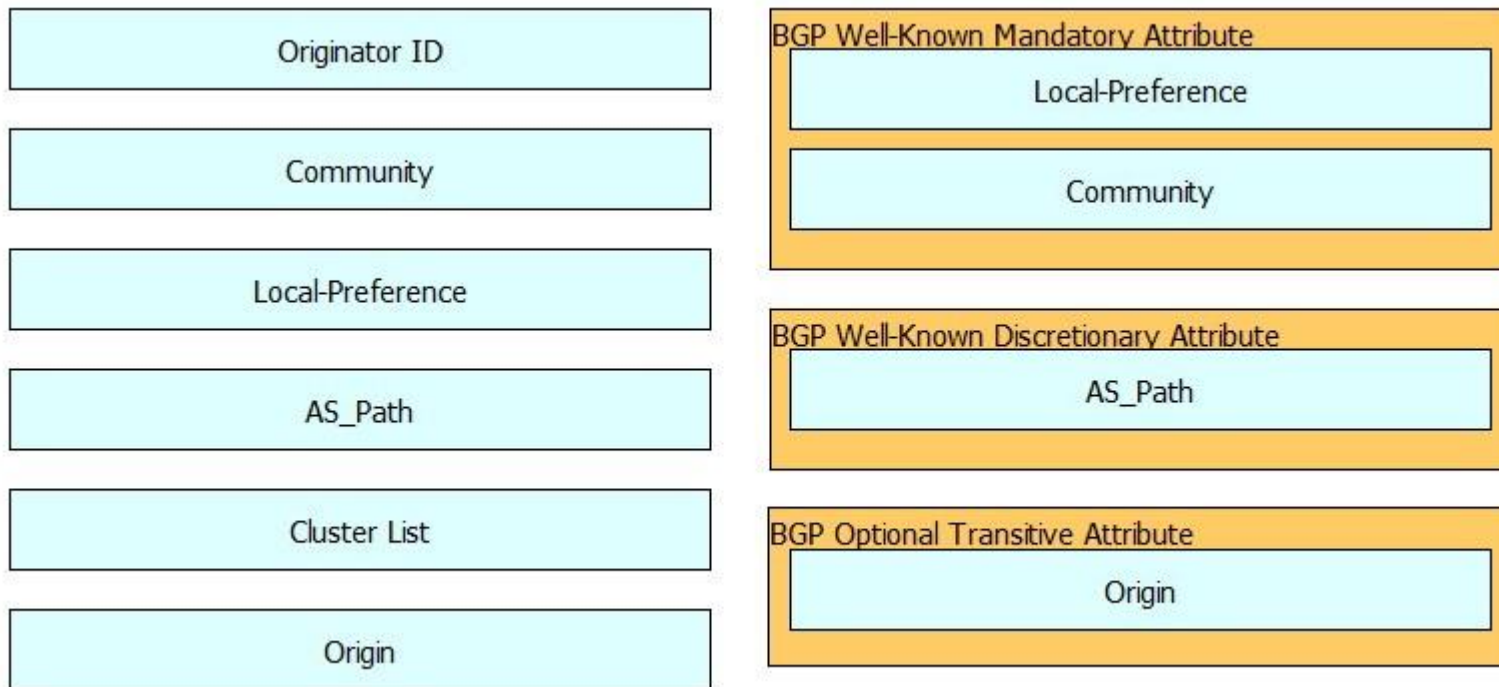 Originator ID
Community
Local-Preference
AS_Path
Cluster List
Origin
BGP Well-Known Mandatory Attribute
Local-Preference
Community
BGP Well-Known Discretionary Attribute
AS_Path
BGP Optional Transitive Attribute
Origin